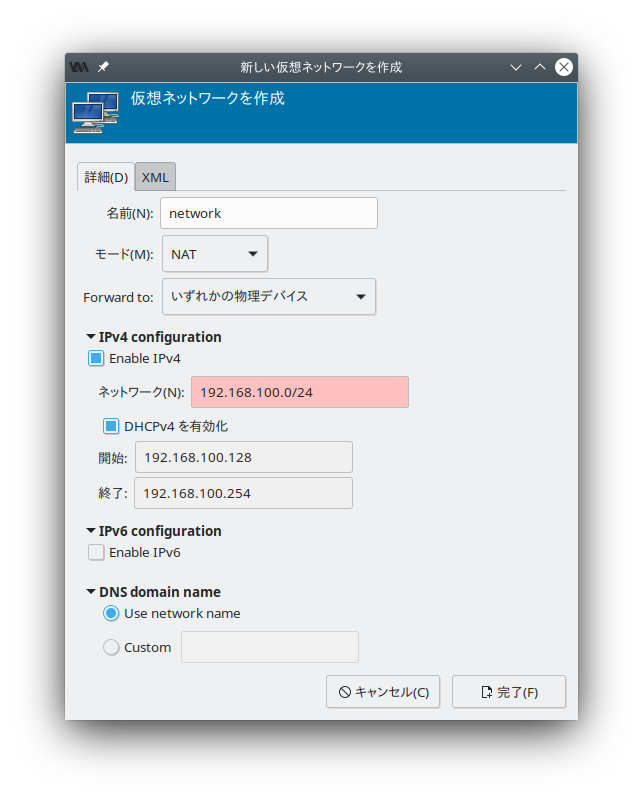 新しい仮想ネットワークを作成
仮想ネットワークを作成
詳細(D) XML
名前(N): network
モード(M): NAT
Forward to: いずれかの物理デバイス
IPv4 configuration
Enable IPv4
ネットワーク(N): 192.168.100.0/24
DHCPv4 を有効化
開始: 192.168.100.128
終了: 192.168.100.254
IPv6 configuration
Enable IPv6
DNS domain name
Use network name
Custom
キャンセル(C) 完了(F)